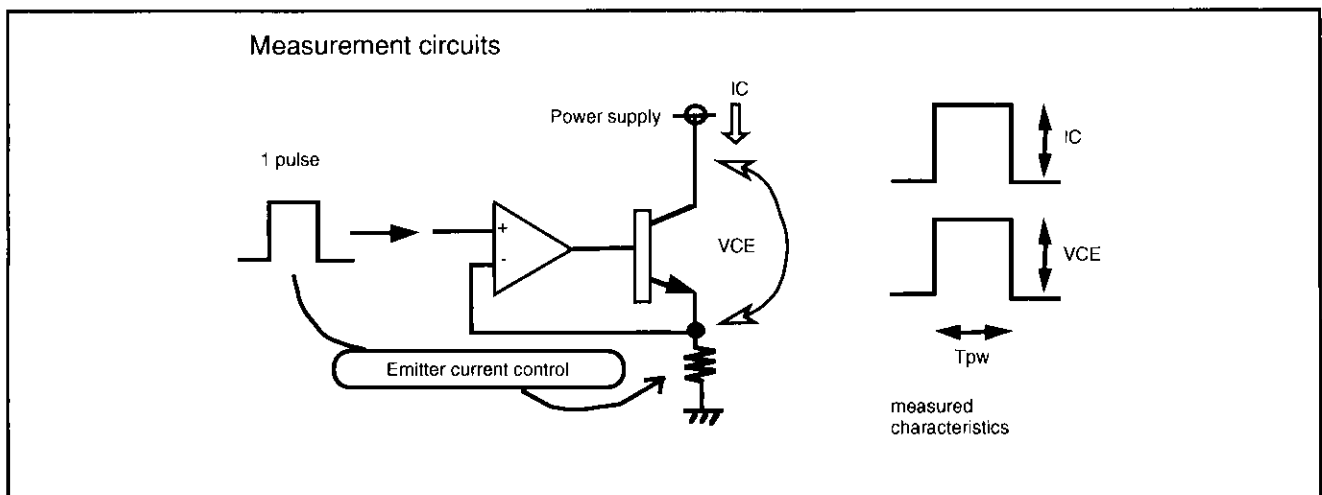 Measurement circuits
IC
Power supply
1 pulse
+
-
VCE
Emitter current control
IC
VCE
Tpw
measured
characteristics